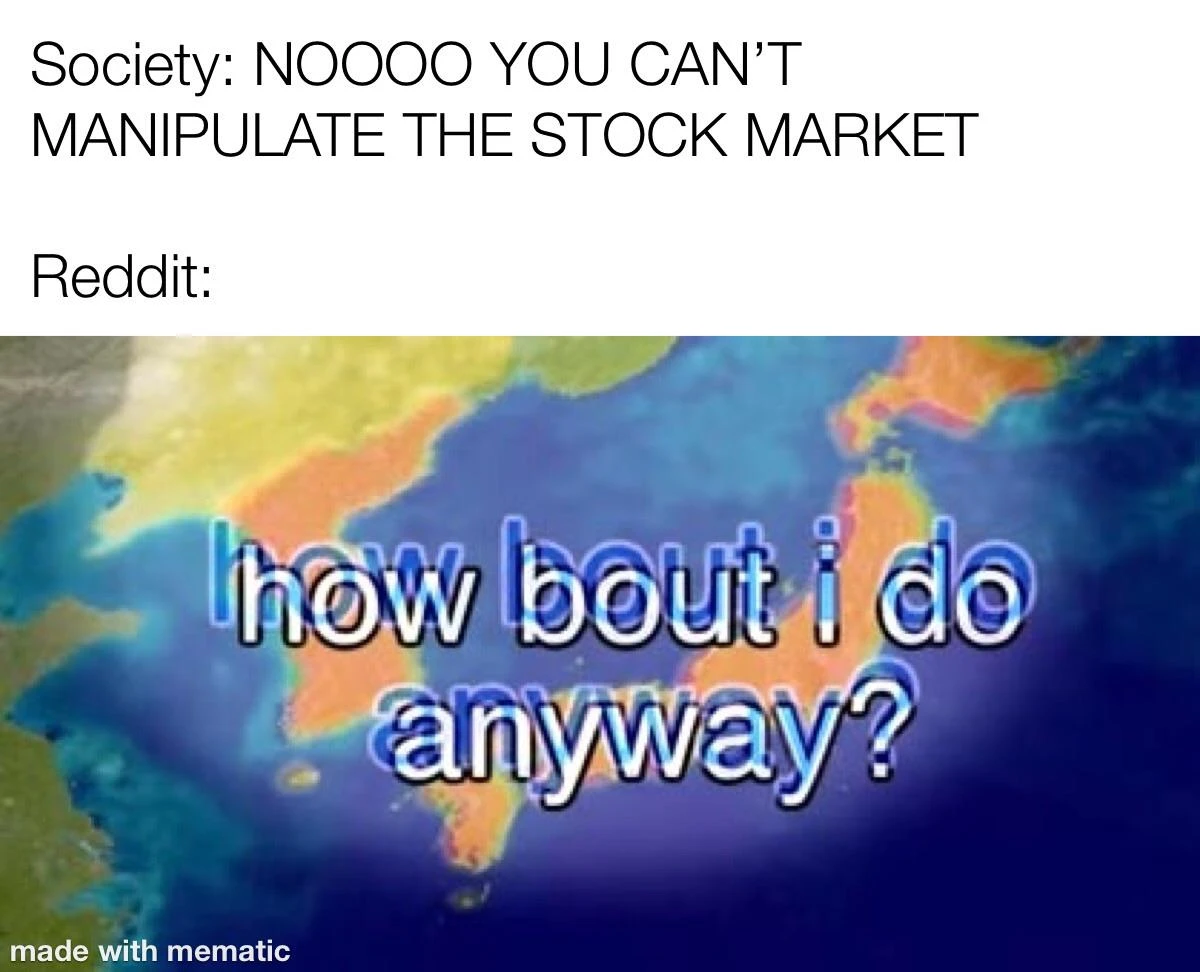 Society: NOOOO YOU CAN’T
MANIPULATE THE STOCK MARKET
Reddit:
how bout i do
anyway?
made with mematic